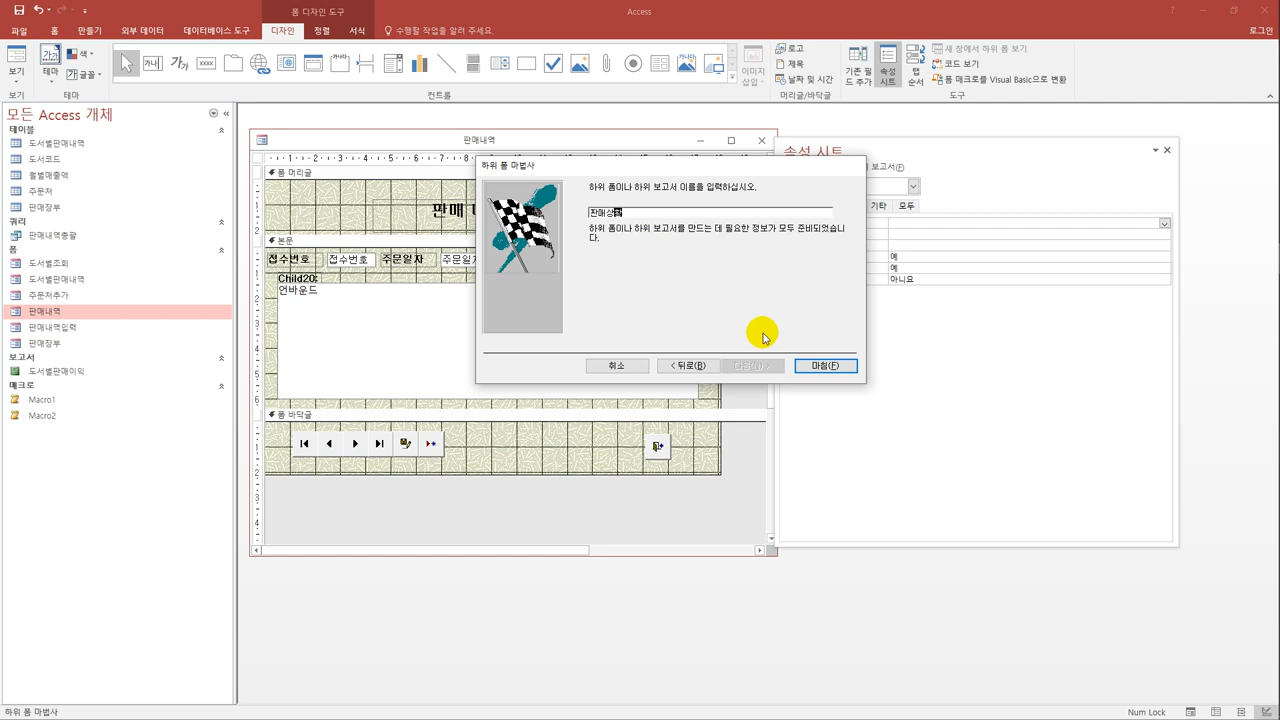 폼 디자인 도구
Access
파일 홈 만들기 외부 데이터 데이터베이스 도구 디자인 정렬 서식 수행할 작업을 알려 주세요.
로그인
보기
테마
색
글꼴
이미지
삽입
로고
제목
날짜 및 시간
기존 필드 추가
속성 시트
탭 순서
새 창에서 하위 폼 보기
코드 보기
폼 매크로를 Visual Basic으로 변환
보기
테마
컨트롤
머리글/바닥글
도구
모든 Access 개체
테이블
도서별판매내역
도서코드
월별매출액
주문처
판매장부
쿼리
판매내역총괄
폼
도서별조회
도서별판매내역
주문처추가
판매내역
판매내역입력
판매장부
보고서
도서별판매이익
매크로
Macro1
Macro2
판매내역
폼 머리글
판매
본문
접수번호 접수번호 주문일자 주문일
Child20:
언바운드
폼 바닥글
속성 시트
보고서(F)
기타 모두
예
예
아니요
하위 폼 마법사
하위 폼이나 하위 보고서 이름을 입력하십시오.
하위 폼이나 하위 보고서를 만드는 데 필요한 정보가 모두 준비되었습니
다.
취소
< 뒤로(B)
다음(N) >
마침(F)
하위 폼 마법사
Num Lock